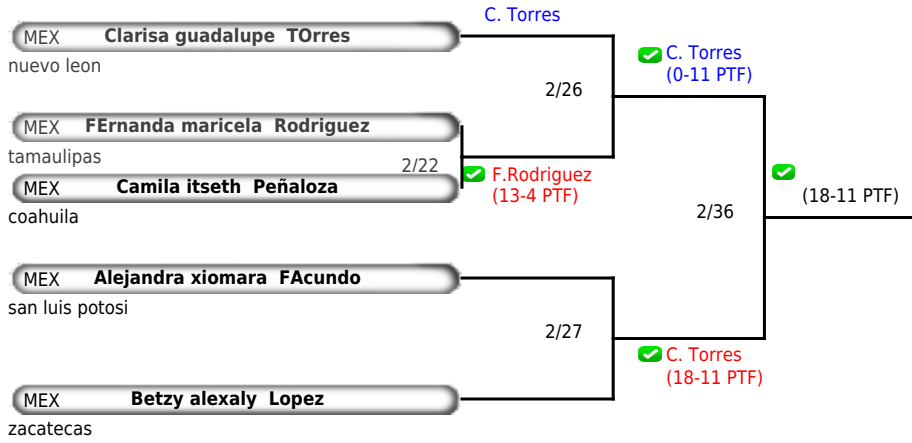 C. Torres
MEX Clarisa guadalupe TOrres
nuevo leon
C. Torres
(0-11 PTF)
2/26
MEX FErnanda maricela Rodriguez
tamaulipas
2/22
F.Rodriguez
(13-4 PTF)
MEX Camila itseth Peñaloza
coahuila
(18-11 PTF)
2/36
MEX Alejandra xiomara FAcundo
san luis potosi
2/27
C. Torres
(18-11 PTF)
MEX Betzy alexaly Lopez
zacatecas